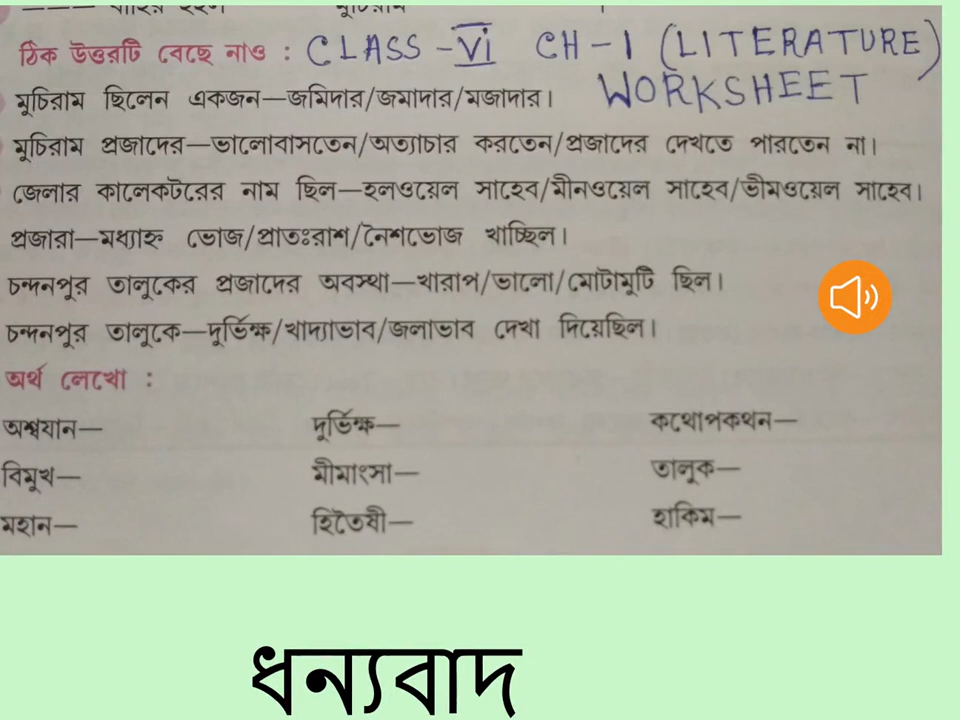 ঠিক উত্তরটি বেছে নাও : CLASS - VI CH - 1 (LITERATURE)
WORKSHEET
মুচিরাম ছিলেন একজন—জমিদার/জমাদার/মজাদার।
মুচিরাম প্রজাদের—ভালোবাসতেন/অত্যাচার করতেন/প্রজাদের দেখতে পারতেন না।
জেলার কালেকটরের নাম ছিল—হলওয়েল সাহেব/মীনওয়েল সাহেব/ভীমওয়েল সাহেব।
প্রজারা—মধ্যাহ্ন ভোজ/প্রাতঃরাশ/নৈশভোজ খাচ্ছিল।
চন্দনপুর তালুকের প্রজাদের অবস্থা—খারাপ/ভালো/মোটামুটি ছিল।
চন্দনপুর তালুকে—দুর্ভিক্ষ/খাদ্যাভাব/জলাভাব দেখা দিয়েছিল।
অর্থ লেখো :
অশ্বযান— দুর্ভিক্ষ— কথোপকথন—
বিমুখ— মীমাংসা— তালুক—
মহান— হিতৈষী— হাকিম—
ধন্যবাদ